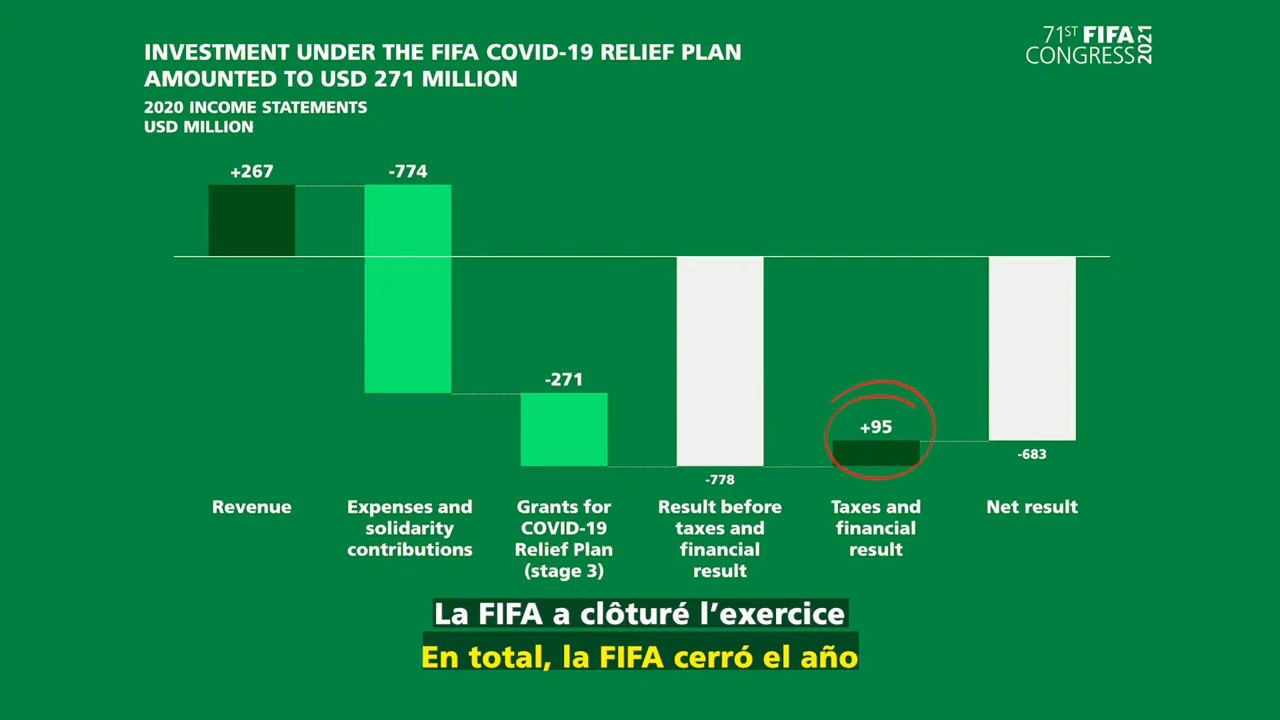 INVESTMENT UNDER THE FIFA COVID-19 RELIEF PLAN
AMOUNTED TO USD 271 MILLION
2020 INCOME STATEMENTS
USD MILLION
71ST FIFA
CONGRESS 2021
+267
-774
-271
-778
+95
-683
Revenue
Expenses and
solidarity
contributions
Grants for
COVID-19
Relief Plan
(stage 3)
Result before
taxes and
financial
result
Taxes and
financial
result
Net result
La FIFA a clôturé l’exercice
En total, la FIFA cerró el año